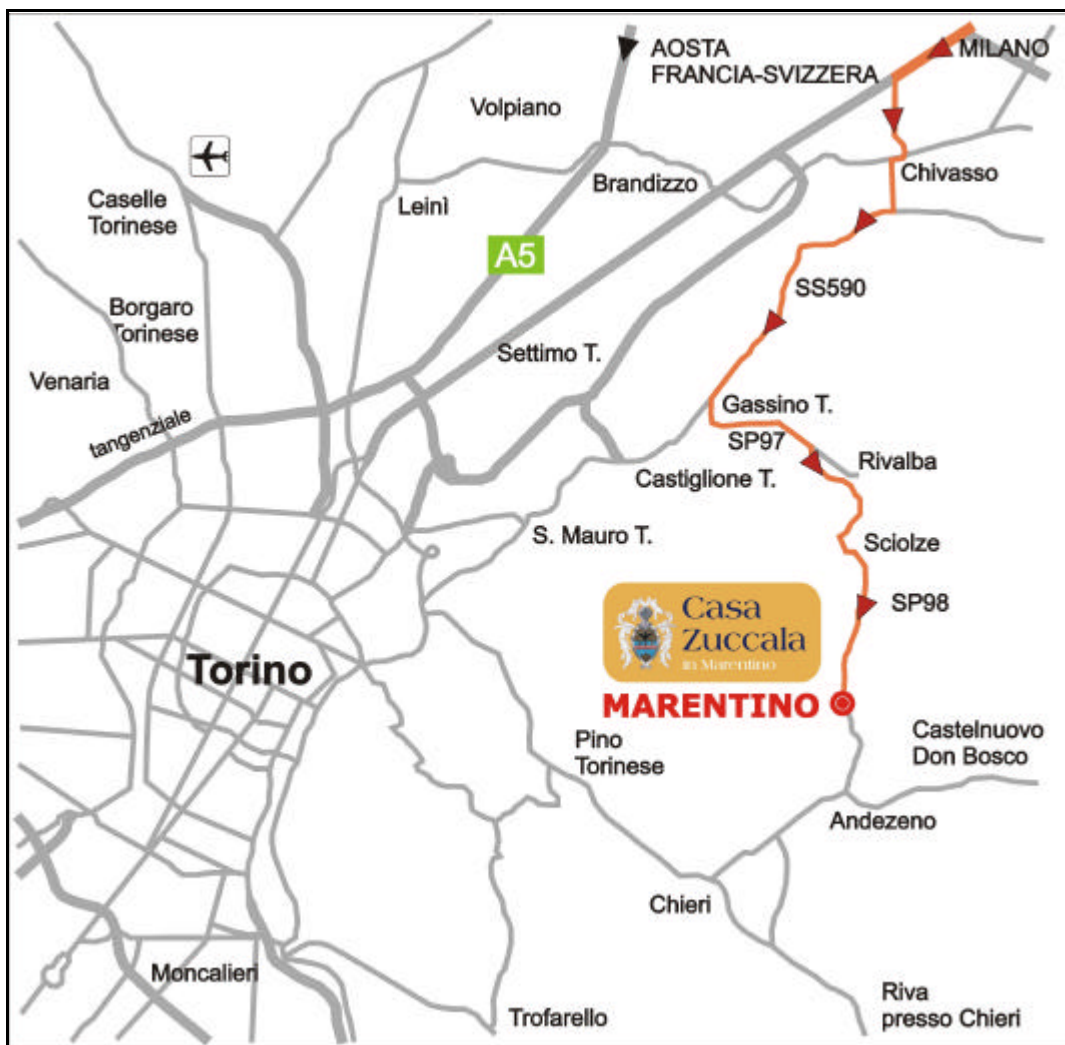 AOSTA
FRANCIA-SVIZZERA
MILANO
Volpiano
Caselle
Torinese
Leinì
Brandizzo
Chivasso
A5
SS590
Borgaro
Torinese
Settimo T.
Venaria
tangenziale
Gassino T.
SP97
Rivalba
Castiglione T.
S. Mauro T.
Sciolze
SP98
Casa
Zuccala
in Marentino
Torino
MARENTINO
Pino
Torinese
Castelnuovo
Don Bosco
Andezeno
Chieri
Moncalieri
Trofarello
Riva
presso Chieri